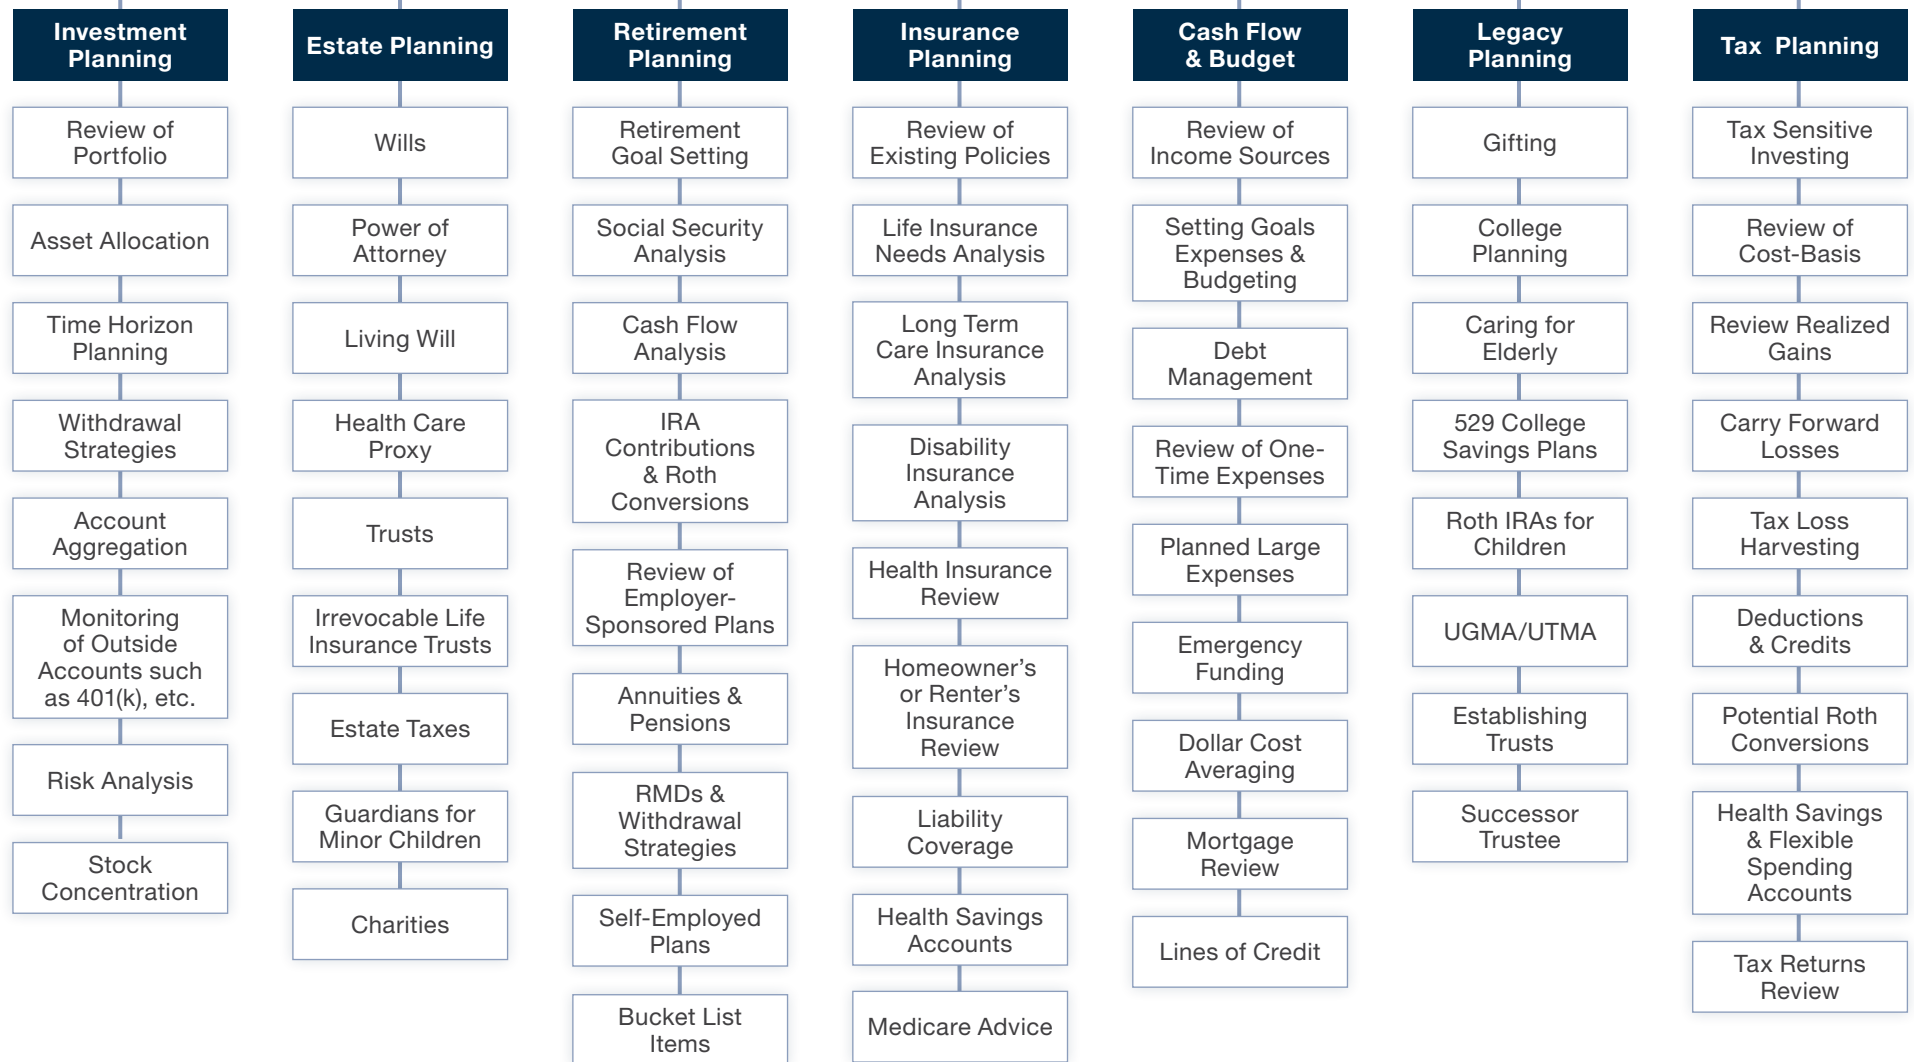 Investment
Planning
Review of
Portfolio
Asset Allocation
Time Horizon
Planning
Withdrawal
Strategies
Account
Aggregation
Monitoring
of Outside
Accounts such
as 401(k), etc.
Risk Analysis
Stock
Concentration
Estate Planning
Wills
Power of
Attorney
Living Will
Health Care
Proxy
Trusts
Irrevocable Life
Insurance Trusts
Estate Taxes
Guardians for
Minor Children
Charities
Retirement
Planning
Retirement
Goal Setting
Social Security
Analysis
Cash Flow
Analysis
IRA
Contributions
& Roth
Conversions
Review of
Employer-
Sponsored Plans
Annuities &
Pensions
RMDs &
Withdrawal
Strategies
Self-Employed
Plans
Bucket List
Items
Insurance
Planning
Review of
Existing Policies
Life Insurance
Needs Analysis
Long Term
Care Insurance
Analysis
Disability
Insurance
Analysis
Health Insurance
Review
Homeowner’s
or Renter’s
Insurance
Review
Liability
Coverage
Health Savings
Accounts
Medicare Advice
Cash Flow
& Budget
Review of
Income Sources
Setting Goals
Expenses &
Budgeting
Debt
Management
Review of One-
Time Expenses
Planned Large
Expenses
Emergency
Funding
Dollar Cost
Averaging
Mortgage
Review
Lines of Credit
Legacy
Planning
Gifting
College
Planning
Caring for
Elderly
529 College
Savings Plans
Roth IRAs for
Children
UGMA/UTMA
Establishing
Trusts
Successor
Trustee
Tax Planning
Tax Sensitive
Investing
Review of
Cost-Basis
Review Realized
Gains
Carry Forward
Losses
Tax Loss
Harvesting
Deductions
& Credits
Potential Roth
Conversions
Health Savings
& Flexible
Spending
Accounts
Tax Returns
Review